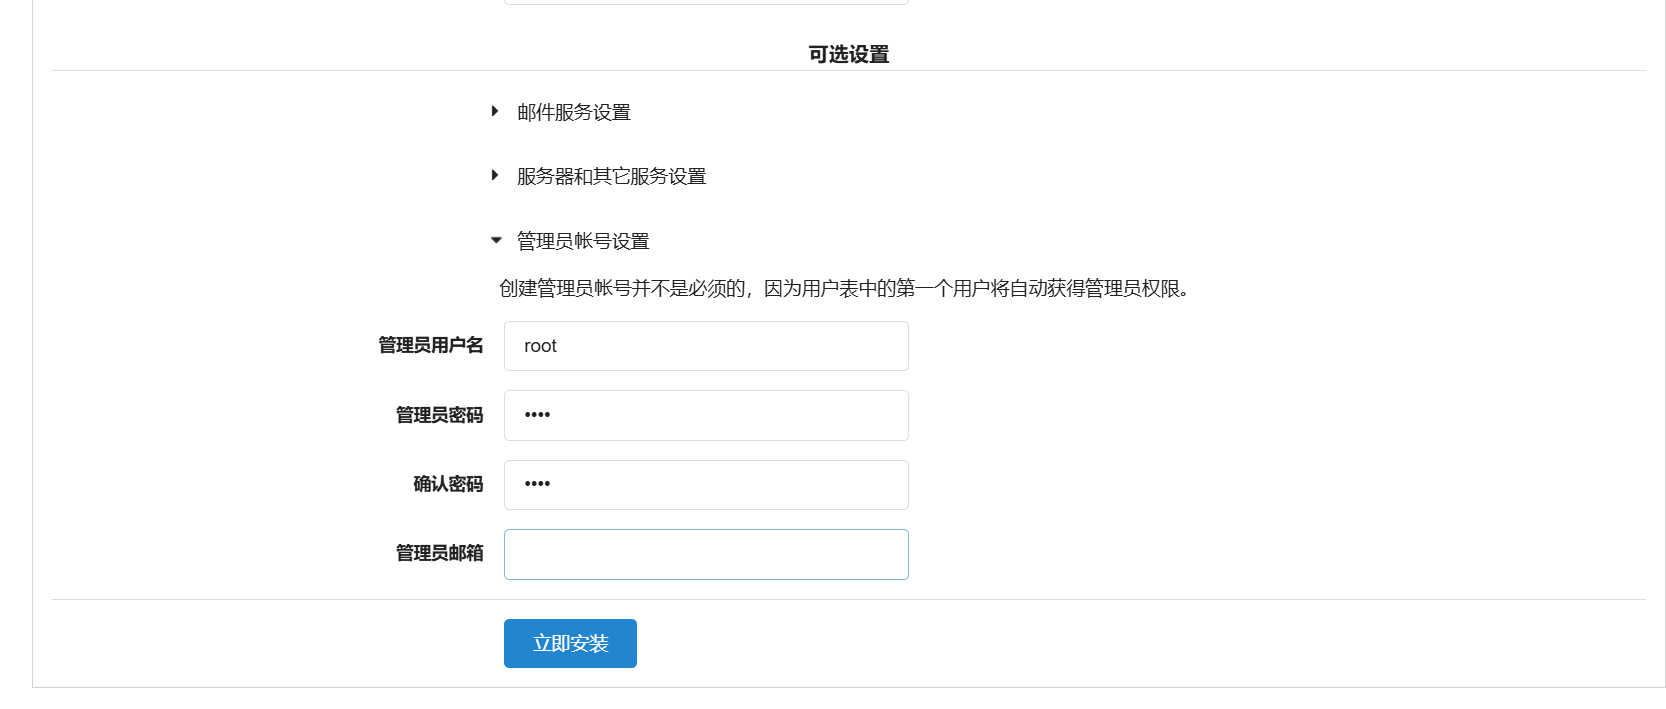 可选设置
邮件服务设置
服务器和其它服务设置
管理员帐号设置
创建管理员帐号并不是必须的，因为用户表中的第一个用户将自动获得管理员权限。
管理员用户名 root
管理员密码 ••••
确认密码 ••••
管理员邮箱
立即安装